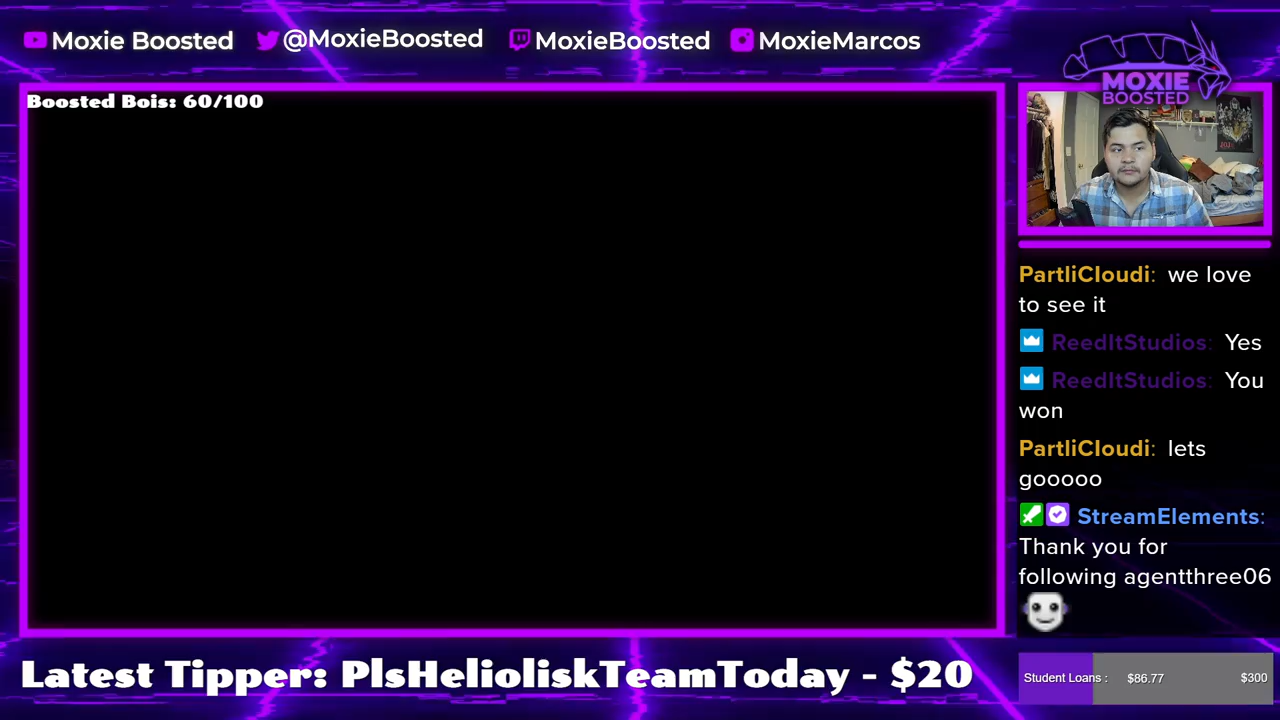 Moxie Boosted @MoxieBoosted MoxieBoosted MoxieMarcos
MOXIE
BOOSTED
Boosted Bois: 60/100
PartliCloudi: we love
to see it
ReedItStudios: Yes
ReedItStudios: You
won
PartliCloudi: lets
gooooo
StreamElements:
Thank you for
following agentthree06
Latest Tipper: PlsHelioliskTeamToday - $20
Student Loans : $86.77 $300